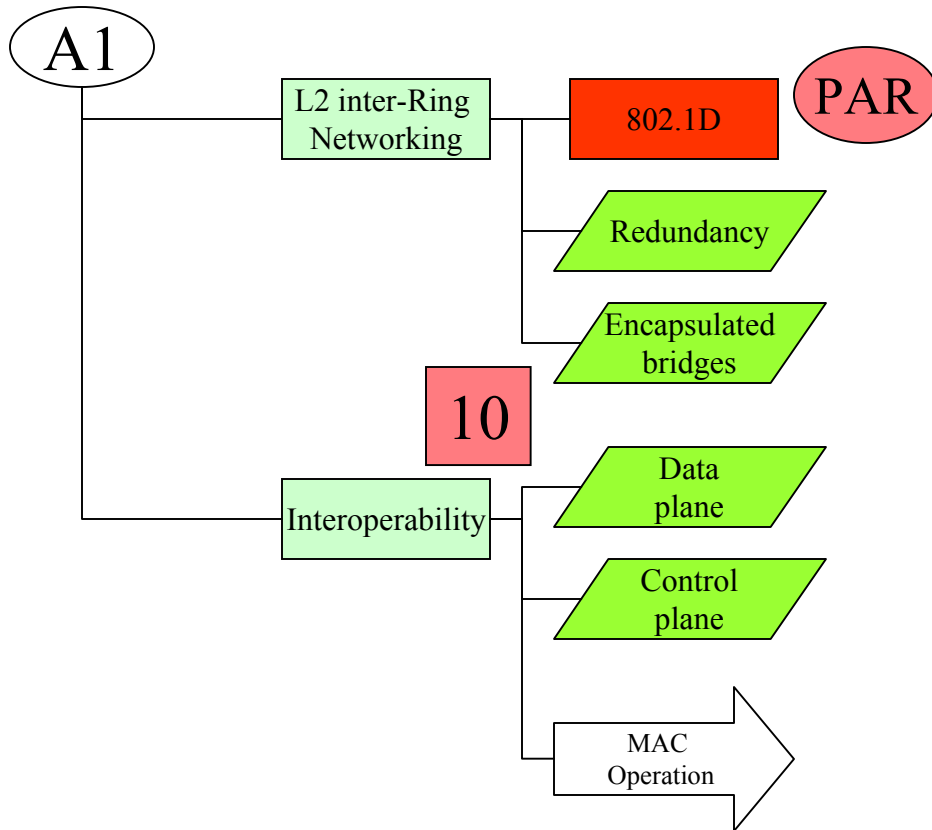 A1
L2 inter-Ring
Networking
802.1D
PAR
Redundancy
Encapsulated
bridges
10
Interoperability
Data
plane
Control
plane
MAC
Operation